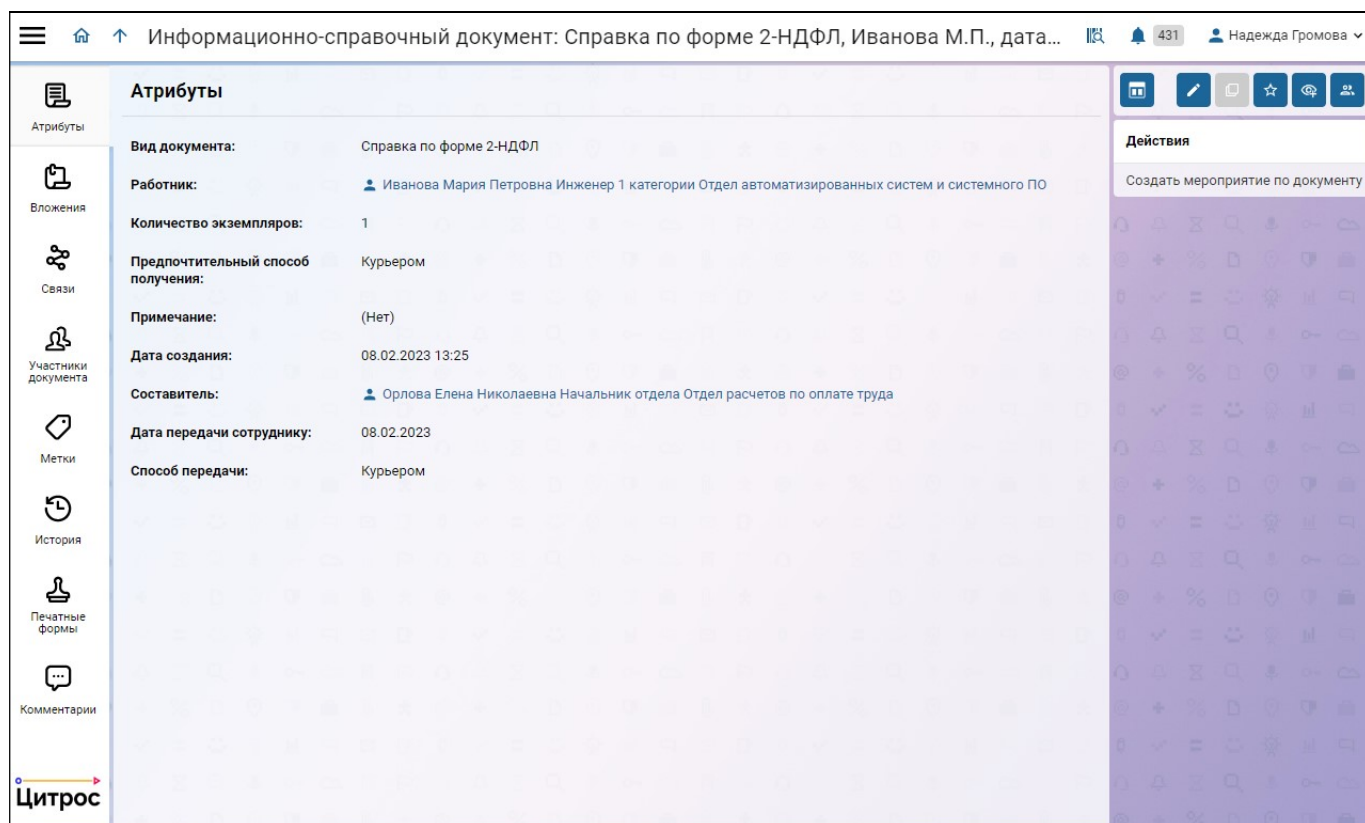 Информационно-справочный документ: Справка по форме 2-НДФЛ, Иванова М.П., дата...
431
Надежда Громова
Атрибуты
Вложения
Связи
Участники
документа
Метки
История
Печатные
формы
Комментарии
Цитрос
Атрибуты
Вид документа: Справка по форме 2-НДФЛ
Работник: Иванова Мария Петровна Инженер 1 категории Отдел автоматизированных систем и системного ПО
Количество экземпляров: 1
Предпочтительный способ Курьером
получения:
Примечание: (Нет)
Дата создания: 08.02.2023 13:25
Составитель: Орлова Елена Николаевна Начальник отдела Отдел расчетов по оплате труда
Дата передачи сотруднику: 08.02.2023
Способ передачи: Курьером
Действия
Создать мероприятие по документу